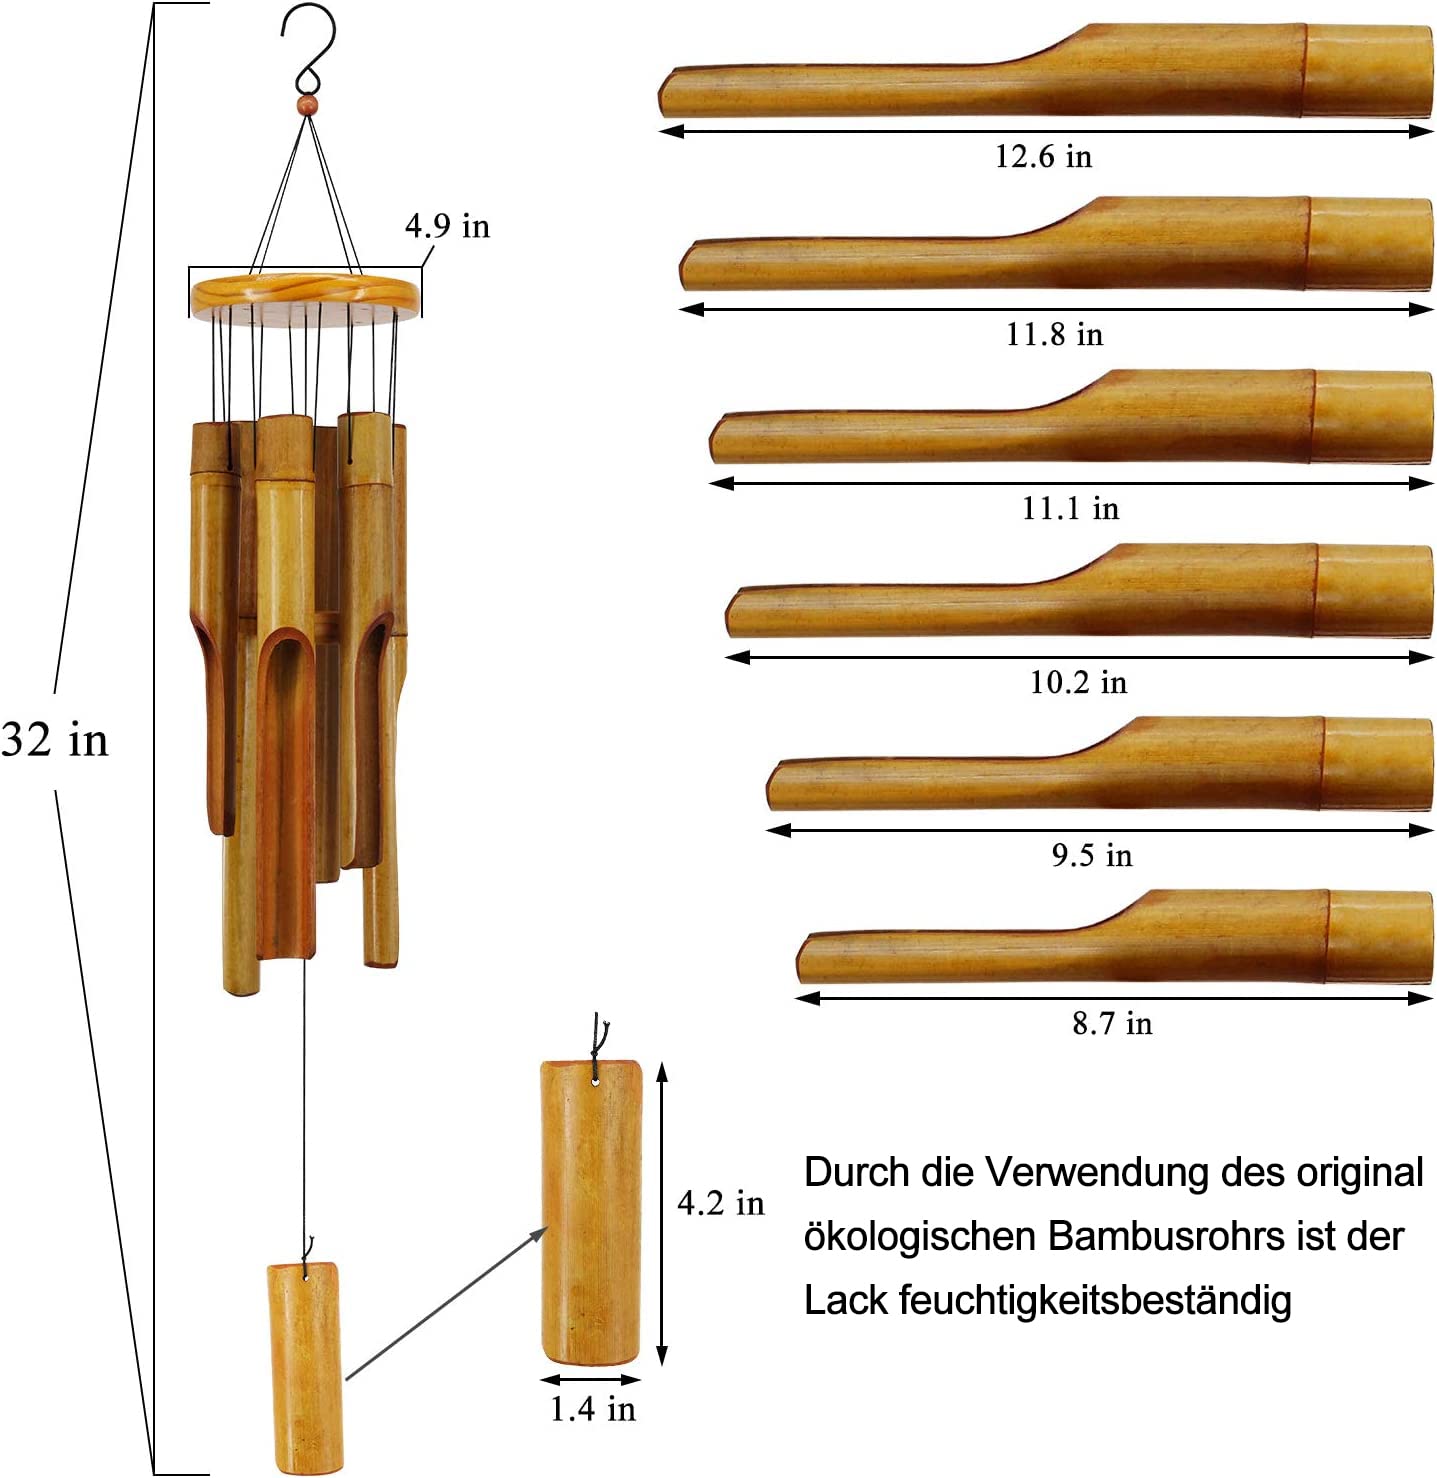 12.6 in
4.9 in
11.8 in
11.1 in
10.2 in
32 in
9.5 in
8.7 in
4.2 in
1.4 in
Durch die Verwendung des original
ökologischen Bambusrohrs ist der
Lack feuchtigkeitsbeständig